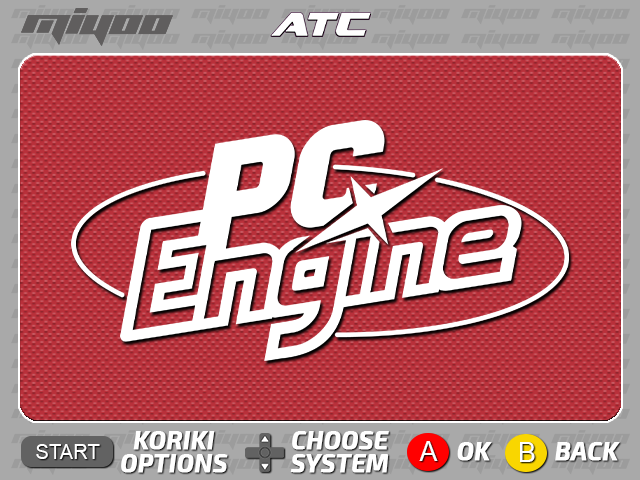 miyoo
ATC
PC
Engine
START
KORIKI
OPTIONS
CHOOSE
SYSTEM
A
OK
B
BACK